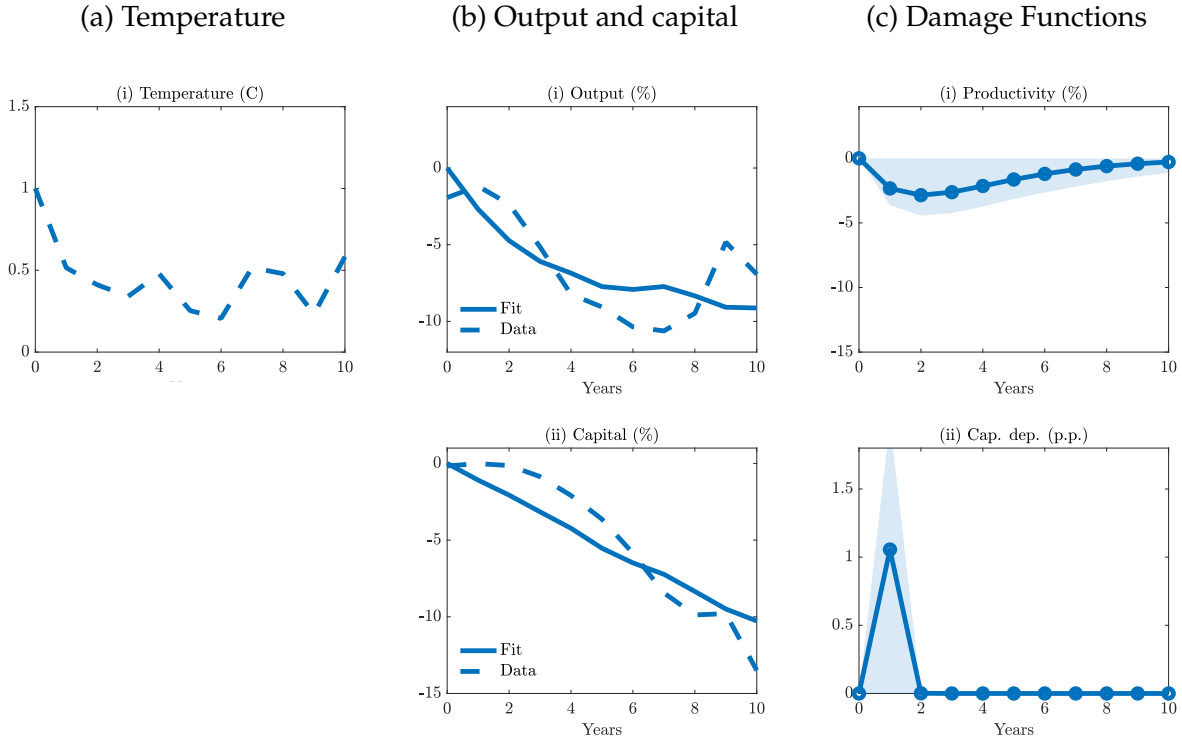 (a) Temperature
(b) Output and capital
(c) Damage Functions
(i) Temperature (C)
1.5
1
0.5
0
0 2 4 6 8 10
(i) Output (%)
0
-5
-10
-15
Fit
Data
0 2 4 6 8 10
Years
(i) Productivity (%)
0
-5
-10
-15
0 2 4 6 8 10
Years
(ii) Capital (%)
0
-5
-10
-15
Fit
Data
0 2 4 6 8 10
Years
(ii) Cap. dep. (p.p.)
1.5
1
0.5
0
0 2 4 6 8 10
Years